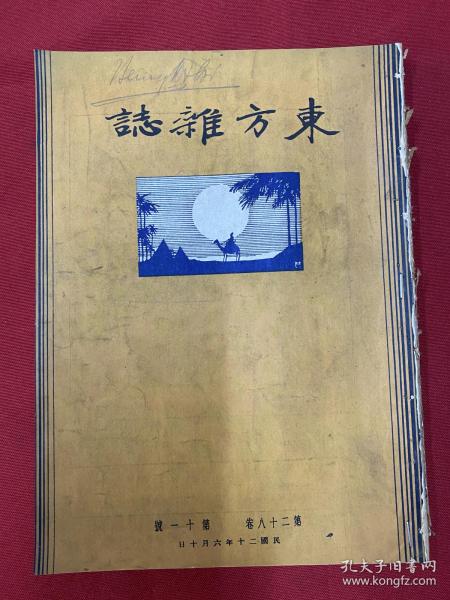 東方雜誌
第二十八卷 第十一號
民國二十年六月十日
孔夫子旧书网
www.kongfz.com